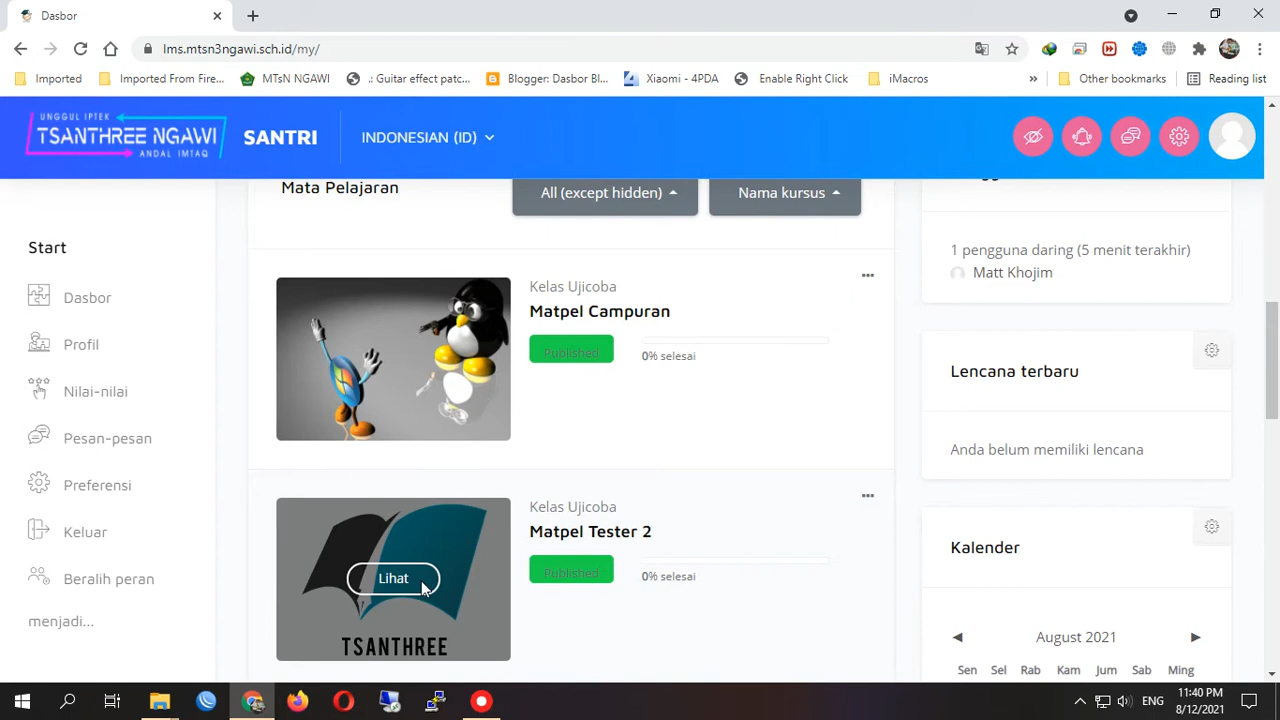 Dasbor
lms.mtsn3ngawi.sch.id/my/
Imported
Imported From Fire...
MTsN NGAWI
.: Guitar effect patc...
Blogger: Dasbor Bl...
Xiaomi - 4PDA
Enable Right Click
iMacros
»
Other bookmarks
Reading list
UNGGUL IPTEK
TSANTHREE NGAWI
ANDAL IMTAQ
SANTRI
INDONESIAN (ID)
Start
Dasbor
Profil
Nilai-nilai
Pesan-pesan
Preferensi
Keluar
Beralih peran
menjadi...
Mata Pelajaran
All (except hidden)
Nama kursus
Kelas Ujicoba
Matpel Campuran
Published
0% selesai
Kelas Ujicoba
Matpel Tester 2
Published
0% selesai
Lihat
TSANTHREE
1 pengguna daring (5 menit terakhir)
Matt Khojim
Lencana terbaru
Anda belum memiliki lencana
Kalender
August 2021
Sen Sel Rab Kam Jum Sab Ming
ENG
11:40 PM
8/12/2021